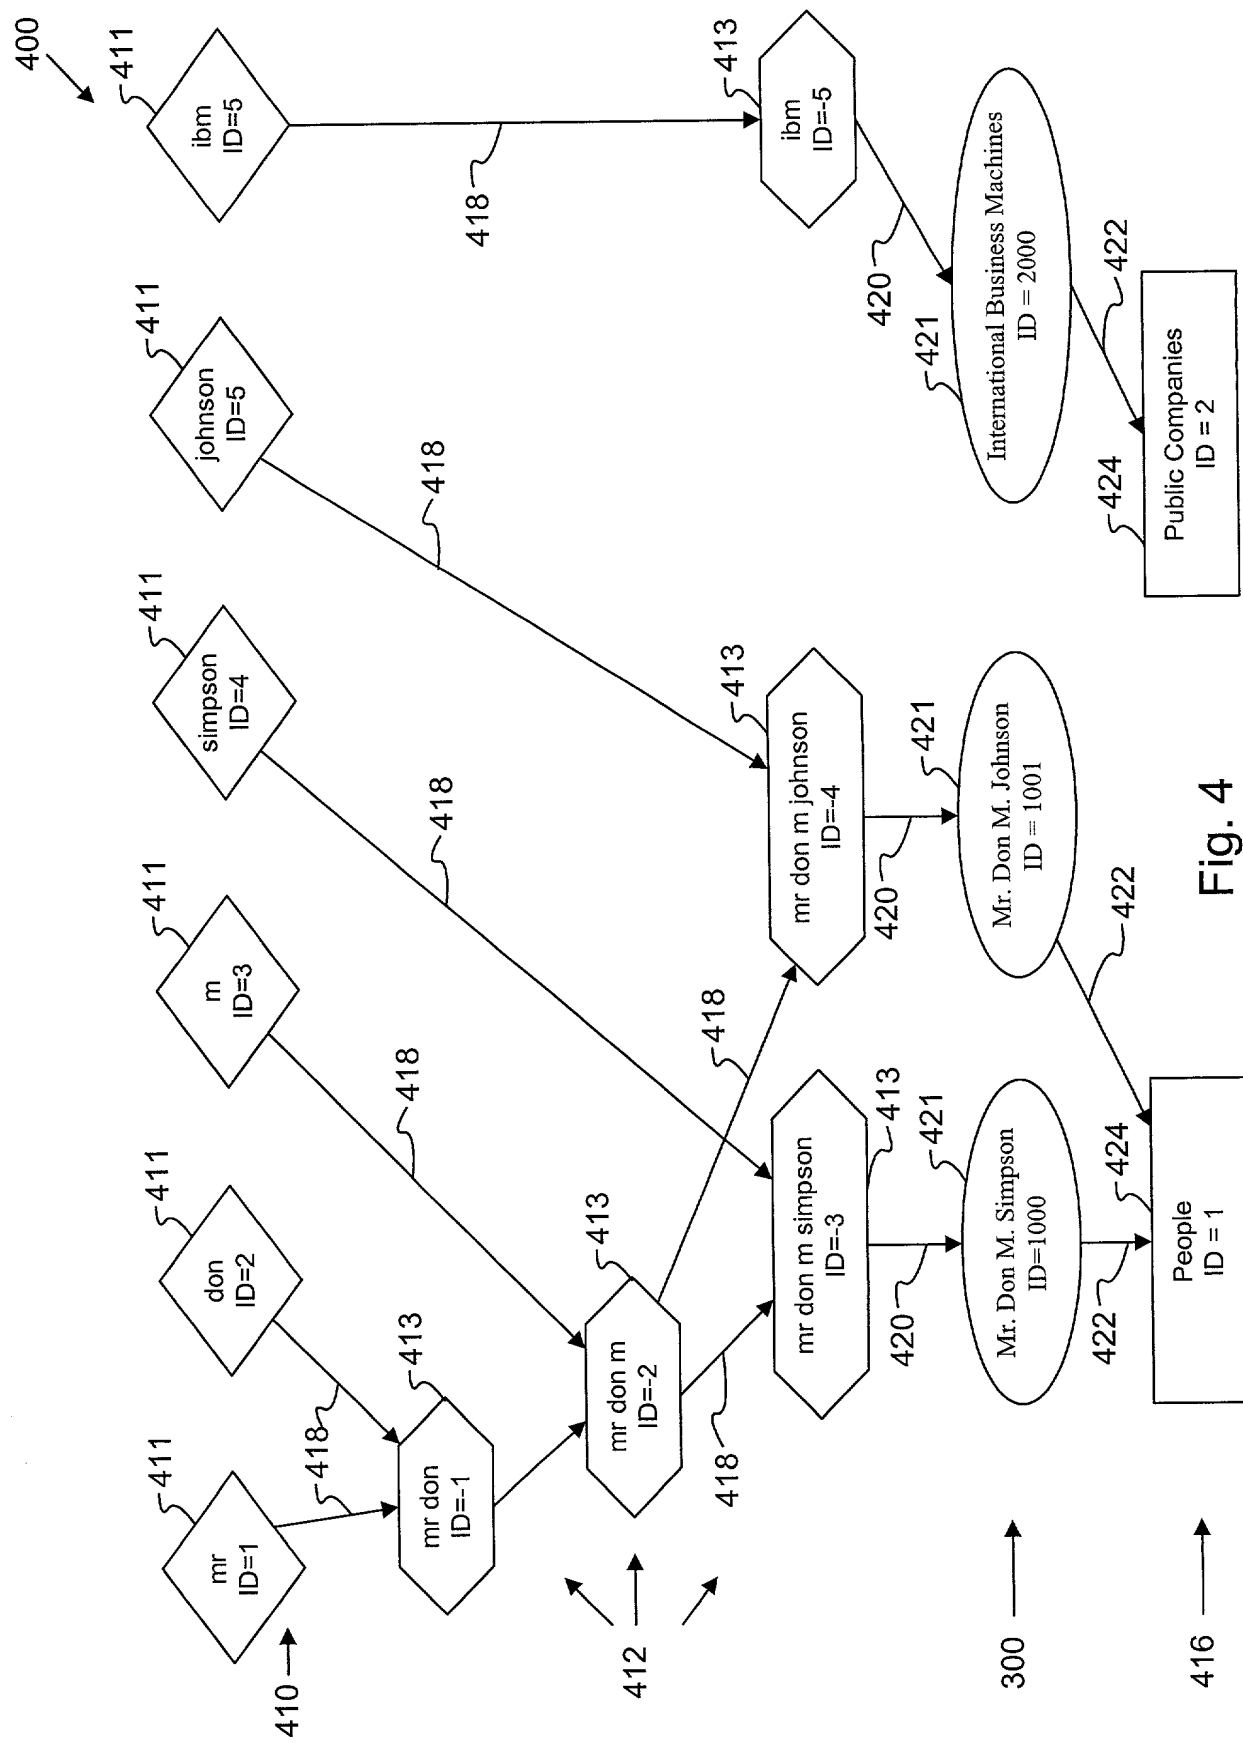 400
411
mr
ID=1
411
don
ID=2
411
m
ID=3
411
simpson
ID=4
411
johnson
ID=5
411
ibm
ID=5
410
418
418
418
418
418
418
413
mr don
ID=-1
413
mr don m
ID=-2
412
418
418
413
mr don m simpson
ID=-3
413
mr don m johnson
ID=-4
413
ibm
ID=-5
420
420
420
300
421
Mr. Don M. Simpson
ID=1000
421
Mr. Don M. Johnson
ID = 1001
421
International Business Machines
ID = 2000
422
422
422
416
424
People
ID = 1
424
Public Companies
ID = 2
Fig. 4